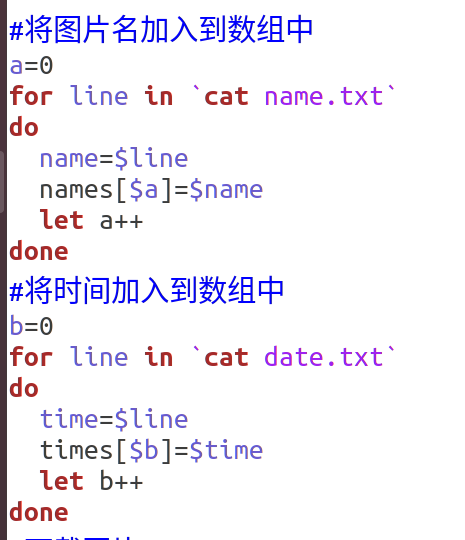 #将图片名加入到数组中
a=0
for line in `cat name.txt`
do
  name=$line
  names[$a]=$name
  let a++
done
#将时间加入到数组中
b=0
for line in `cat date.txt`
do
  time=$line
  times[$b]=$time
  let b++
done